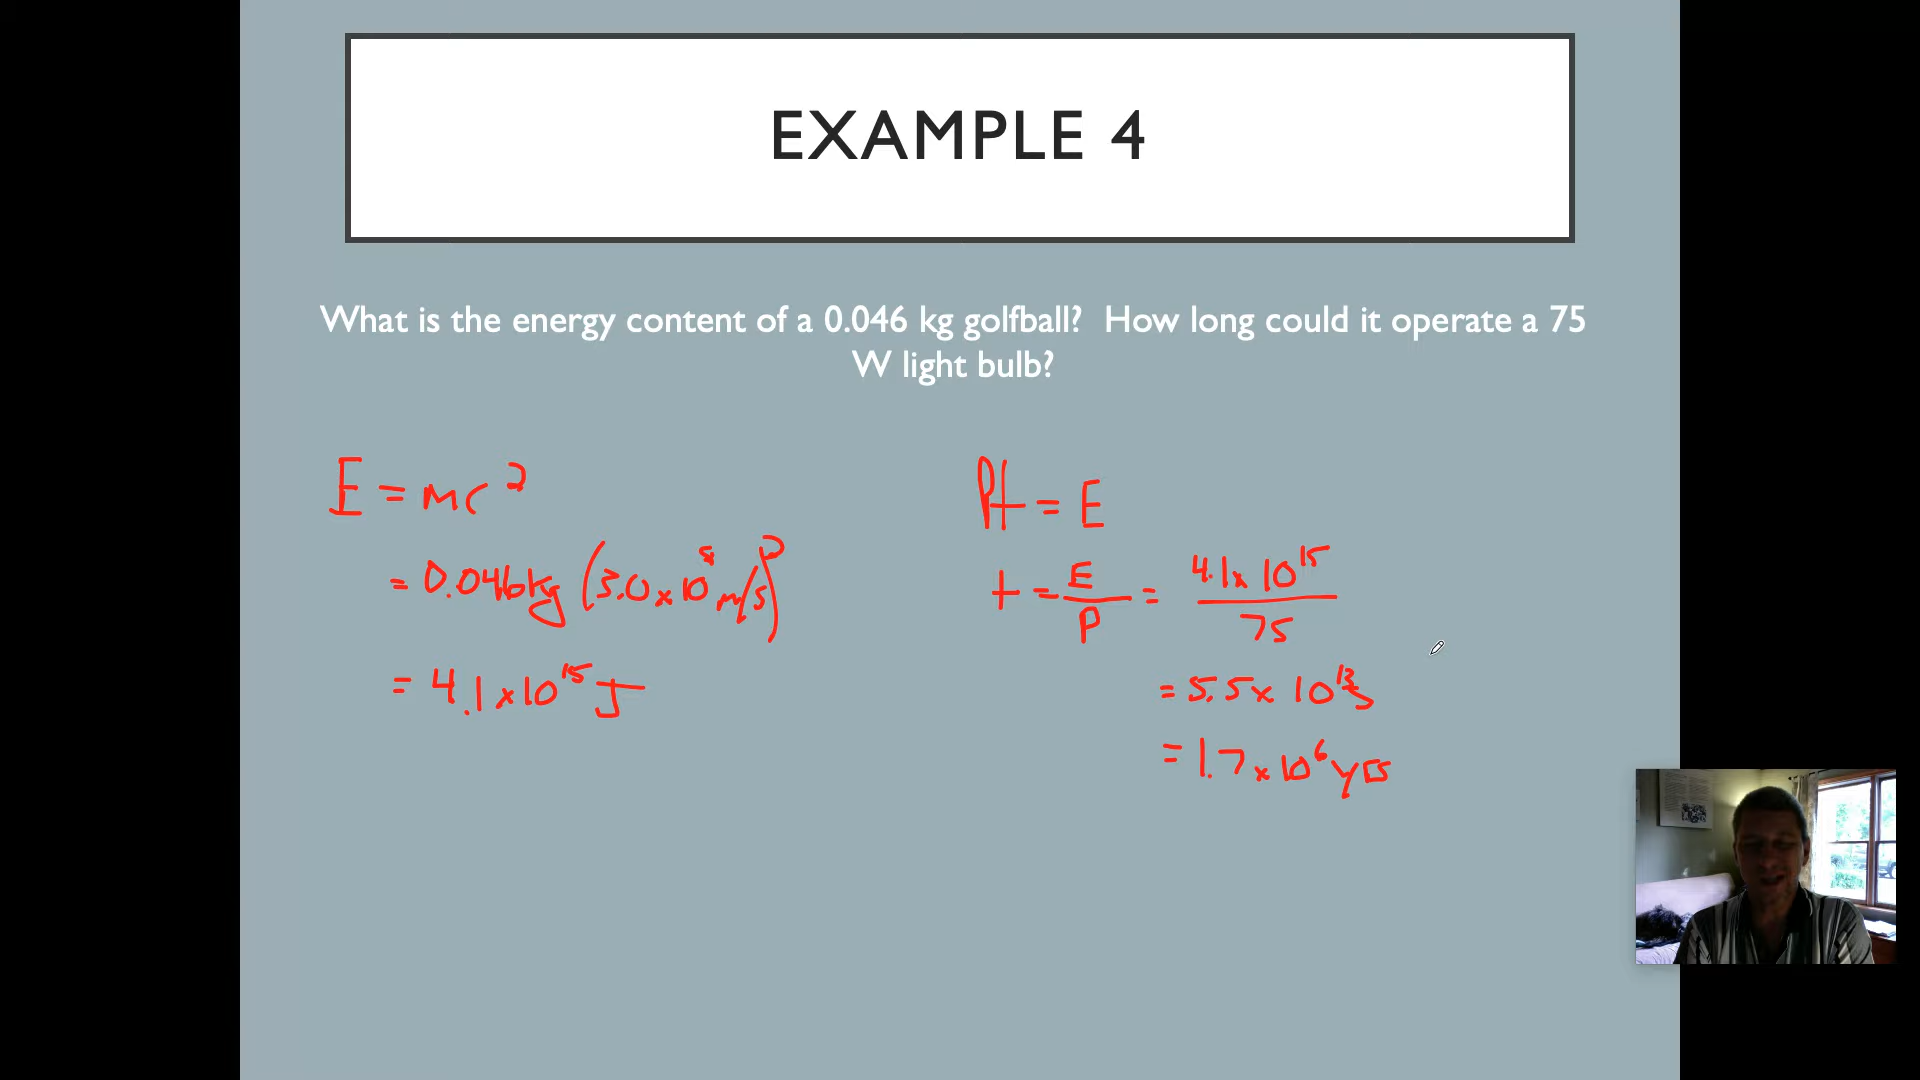 EXAMPLE 4
What is the energy content of a 0.046 kg golfball? How long could it operate a 75
W light bulb?
E = mc²
= 0.046kg (3.0 x 10⁸ m/s)²
= 4.1 x 10¹⁵ J
Pt = E
t = E/P = 4.1 x 10¹⁵/75
= 5.5 x 10¹³ s
= 1.7 x 10⁶ yrs